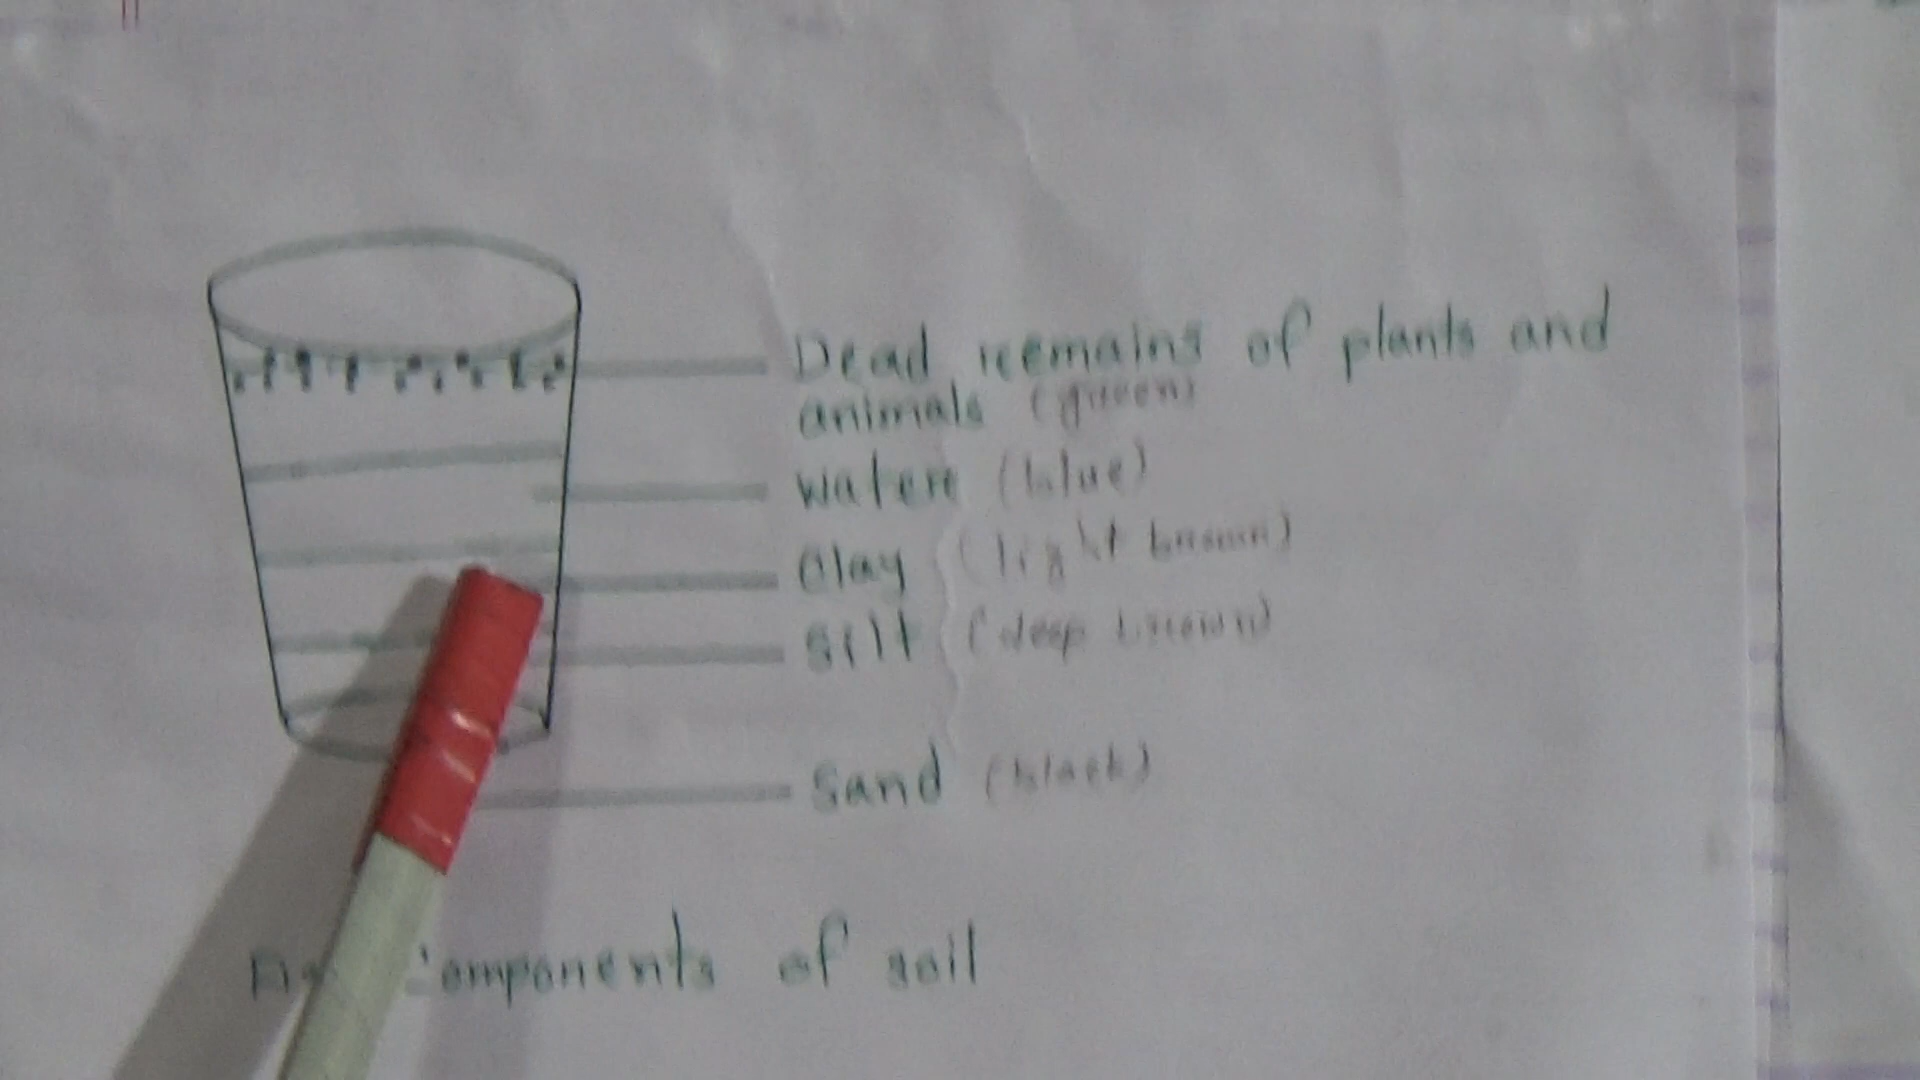 Dead remains of plants and
animals (green)
Water (blue)
Clay (light brown)
Silt (deep brown)
Sand (black)
components of soil